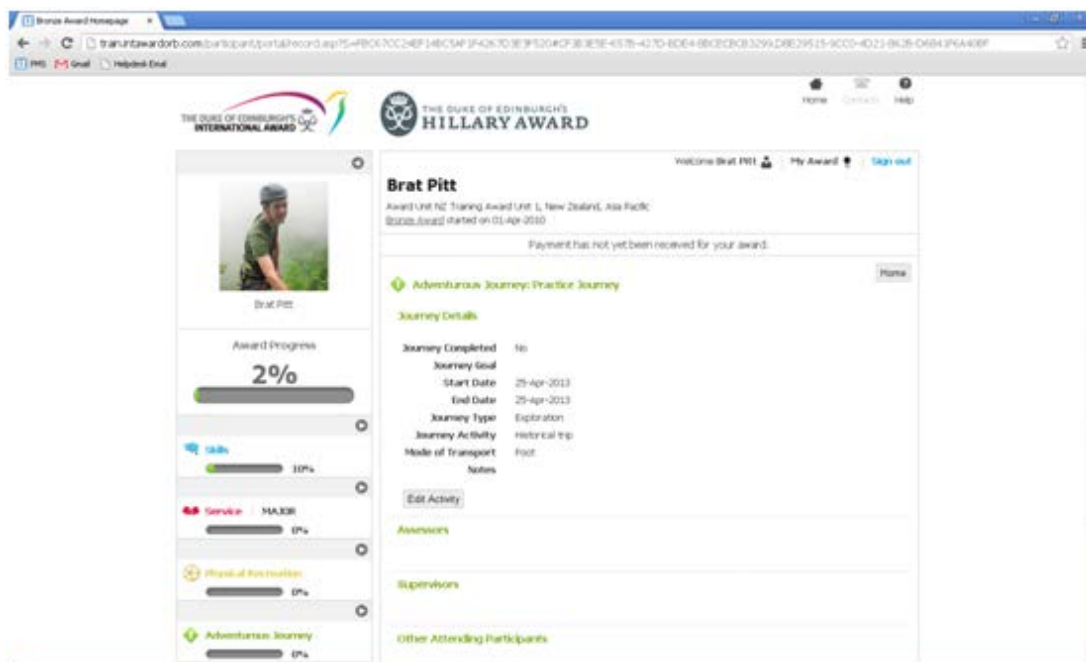 Bronze Award Homepage
PMS Gmail Helpdesk Email
THE DUKE OF EDINBURGH'S
INTERNATIONAL AWARD
THE DUKE OF EDINBURGH'S
HILLARY AWARD
Home Contacts Help
Welcome Brat Pitt My Award Sign out
Brat Pitt
Award Progress
2%
Skills
10%
Service MAJOR
0%
Physical Recreation
0%
Adventurous Journey
0%
Brat Pitt
Award Unit NZ Training Award Unit 1, New Zealand, Asia Pacific
Bronze Award started on 01-Apr-2010
Payment has not yet been received for your award.
Home
Adventurous Journey: Practice Journey
Journey Details
Journey Completed No
Journey Goal
Start Date 25-Apr-2013
End Date 25-Apr-2013
Journey Type Exploration
Journey Activity Historical trip
Mode of Transport Foot
Notes
Edit Activity
Assessors
Supervisors
Other Attending Participants